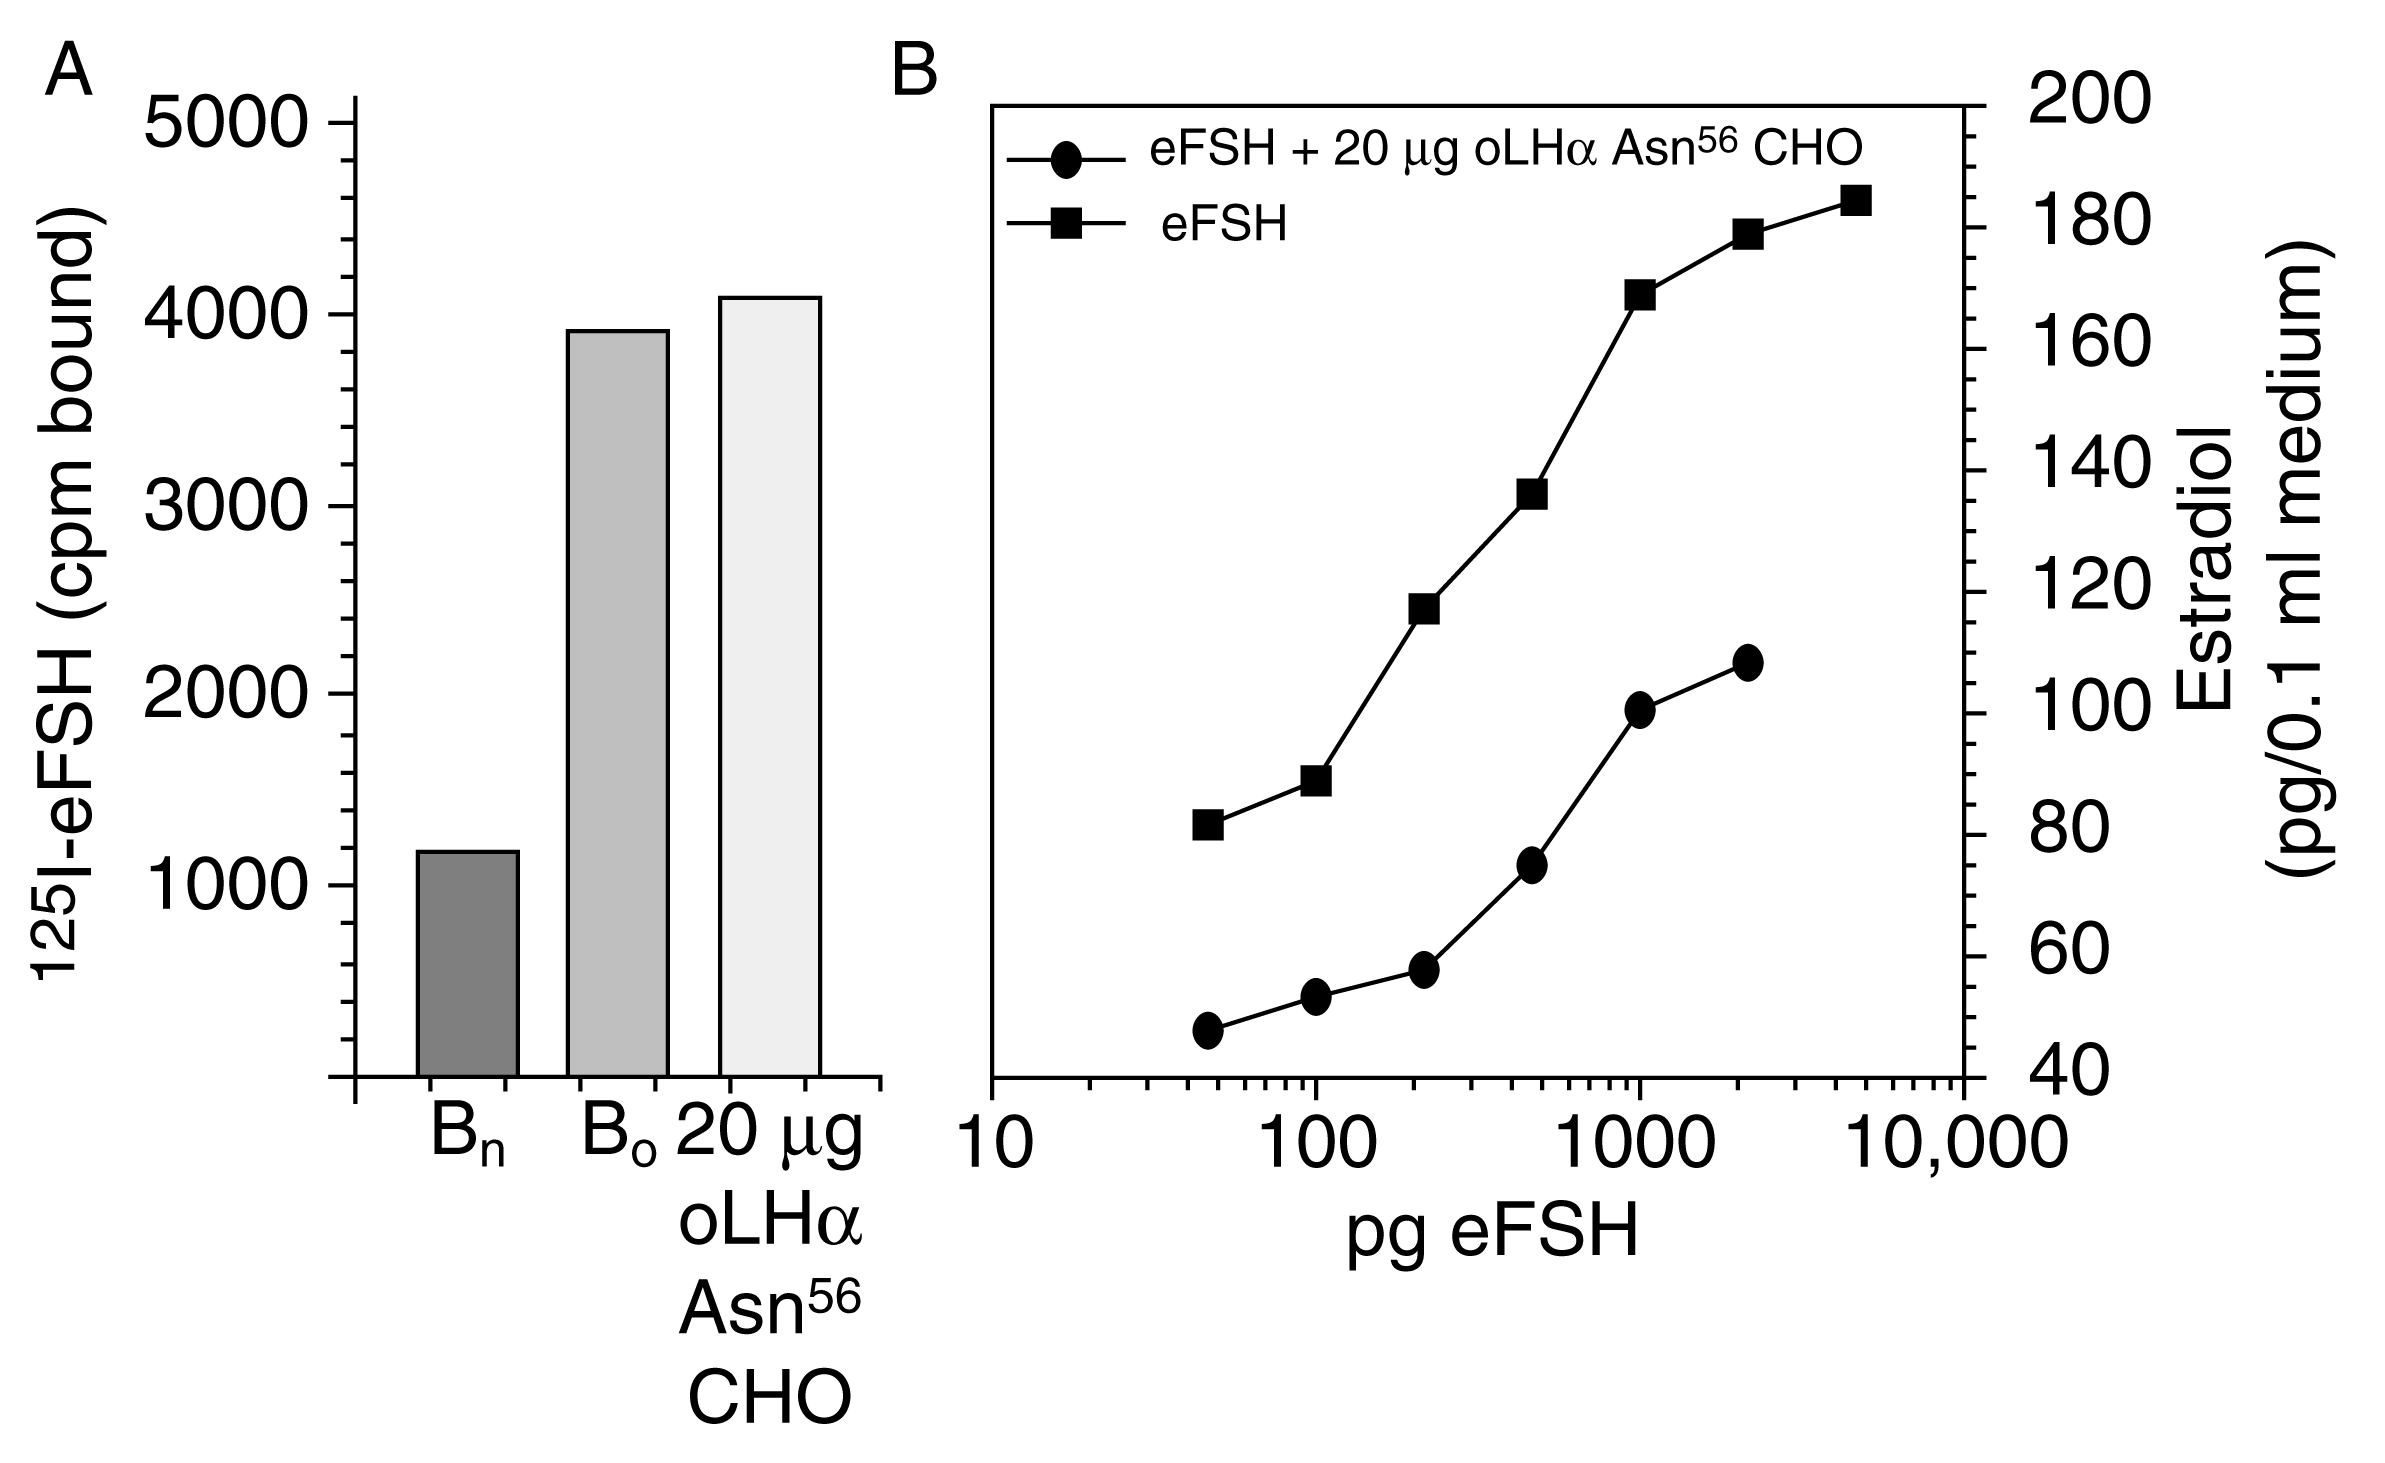 A
5000
4000
3000
2000
1000
¹²⁵I-eFSH (cpm bound)
Bₙ
Bₒ
20 μg
oLHα
Asn⁵⁶
CHO
B
eFSH + 20 μg oLHα Asn⁵⁶ CHO
eFSH
200
180
160
140
120
100
80
60
40
Estradiol
(pg/0.1 ml medium)
10
100
1000
10,000
pg eFSH